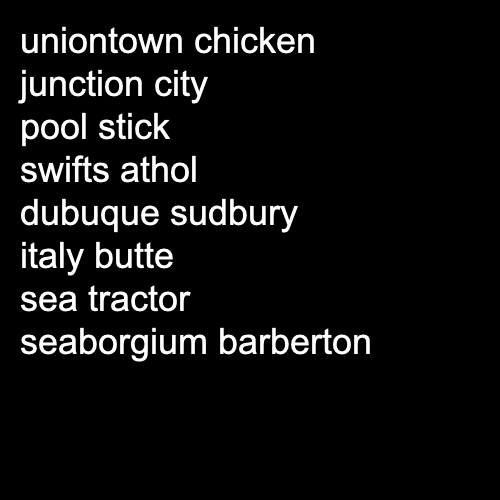 uniontown chicken
junction city
pool stick
swifts athol
dubuque sudbury
italy butte
sea tractor
seaborgium barberton